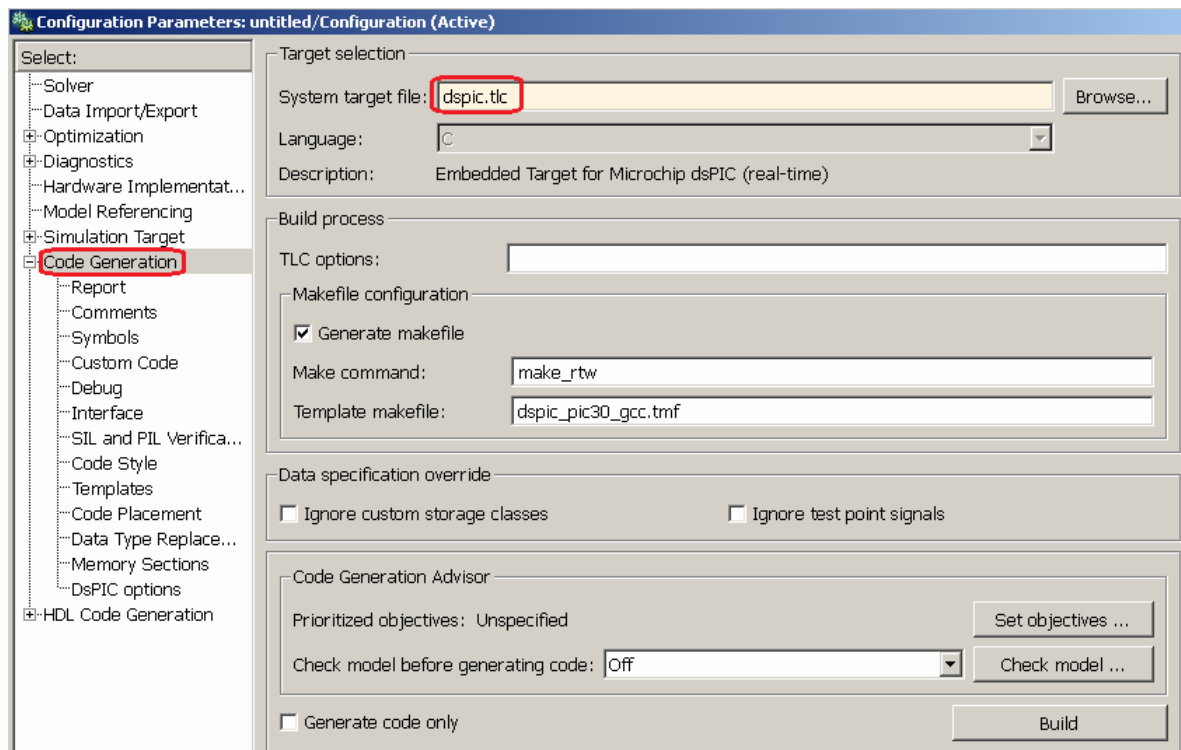 Configuration Parameters: untitled/Configuration (Active)
Select:
Solver
Data Import/Export
Optimization
Diagnostics
Hardware Implementat...
Model Referencing
Simulation Target
Code Generation
Report
Comments
Symbols
Custom Code
Debug
Interface
SIL and PIL Verifica...
Code Style
Templates
Code Placement
Data Type Replace...
Memory Sections
DsPIC options
HDL Code Generation
Target selection
System target file: dspic.tlc Browse...
Language: C
Description: Embedded Target for Microchip dsPIC (real-time)
Build process
TLC options:
Makefile configuration
Generate makefile
Make command: make_rtw
Template makefile: dspic_pic30_gcc.tmf
Data specification override
Ignore custom storage classes Ignore test point signals
Code Generation Advisor
Prioritized objectives: Unspecified Set objectives ...
Check model before generating code: Off Check model ...
Generate code only Build